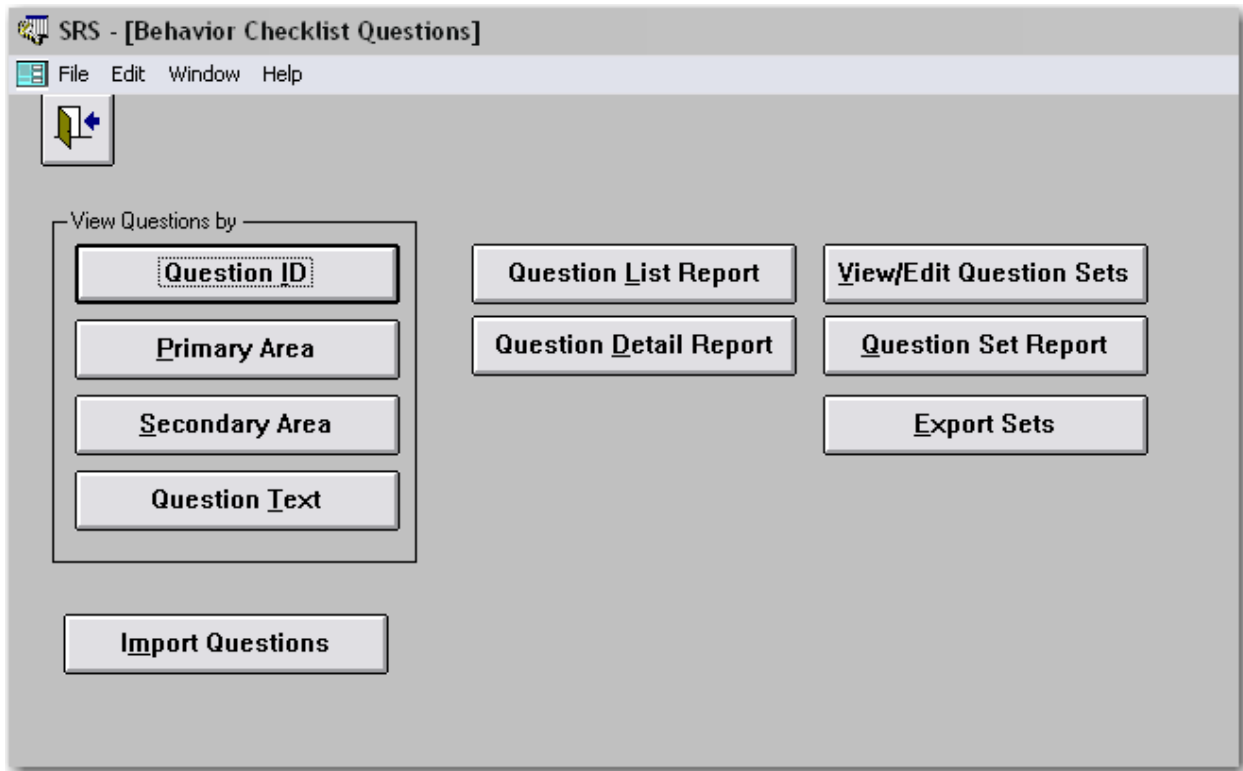 SRS - [Behavior Checklist Questions]
File Edit Window Help
View Questions by
Question ID
Primary Area
Secondary Area
Question Text
Import Questions
Question List Report
Question Detail Report
View/Edit Question Sets
Question Set Report
Export Sets